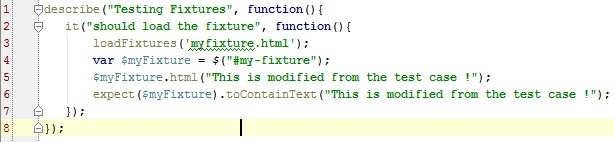 1 describe("Testing Fixtures", function(){
2 it("should load the fixture", function(){
3 loadFixtures('myfixture.html');
4 var $myFixture = $("#my-fixture");
5 $myFixture.html("This is modified from the test case !");
6 expect($myFixture).toContainText("This is modified from the test case !");
7 });
8 });